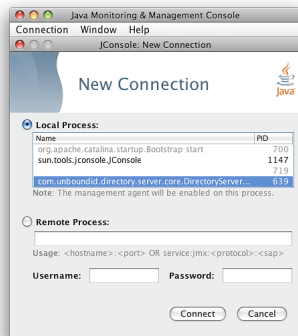 Java Monitoring & Management Console
Connection Window Help
JConsole: New Connection
New Connection
Java
Local Process:
Name PID
org.apache.catalina.startup.Bootstrap start 700
sun.tools.jconsole.JConsole 1147
719
com.unboundid.directory.server.core.DirectoryServer... 639
Note: The management agent will be enabled on this process.
Remote Process:
Usage: <hostname>:<port> OR service:jmx:<protocol>:<sap>
Username: Password:
Connect Cancel